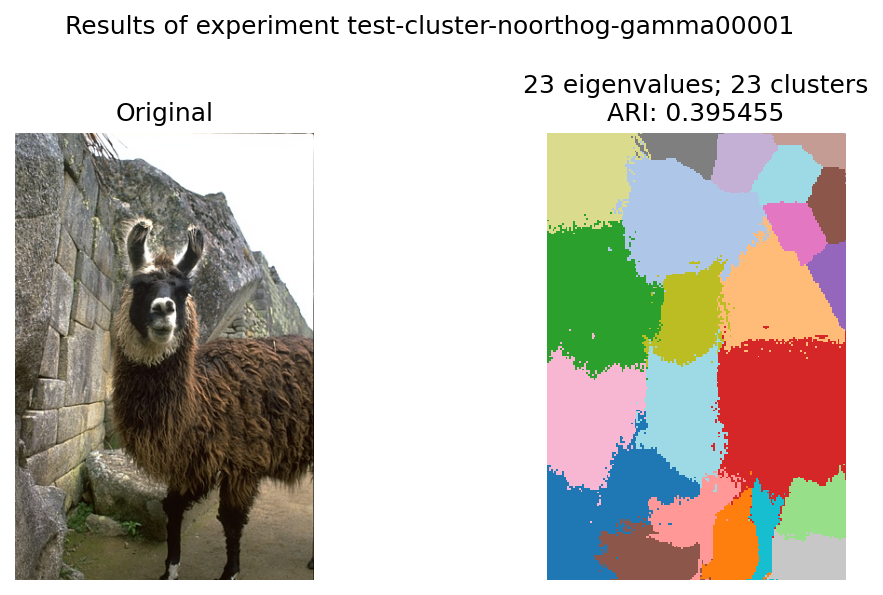 Results of experiment test-cluster-noorthog-gamma00001
Original
23 eigenvalues; 23 clusters
ARI: 0.395455